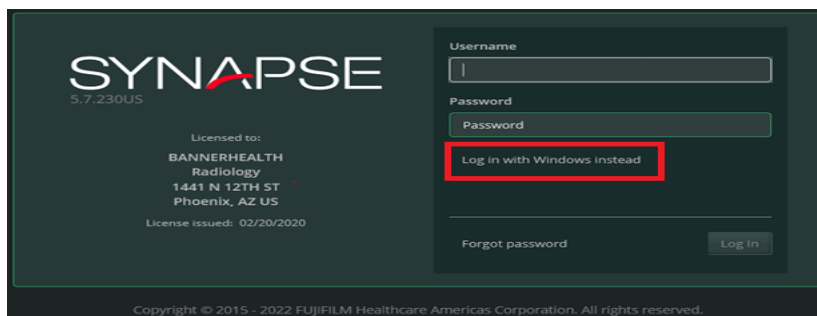 SYNAPSE
5.7.230US
Licensed to:
BANNERHEALTH
Radiology
1441 N 12TH ST
Phoenix, AZ US
License issued: 02/20/2020
Username
Password
Password
Log in with Windows instead
Forgot password
Log In
Copyright © 2015 - 2022 FUJIFILM Healthcare Americas Corporation. All rights reserved.